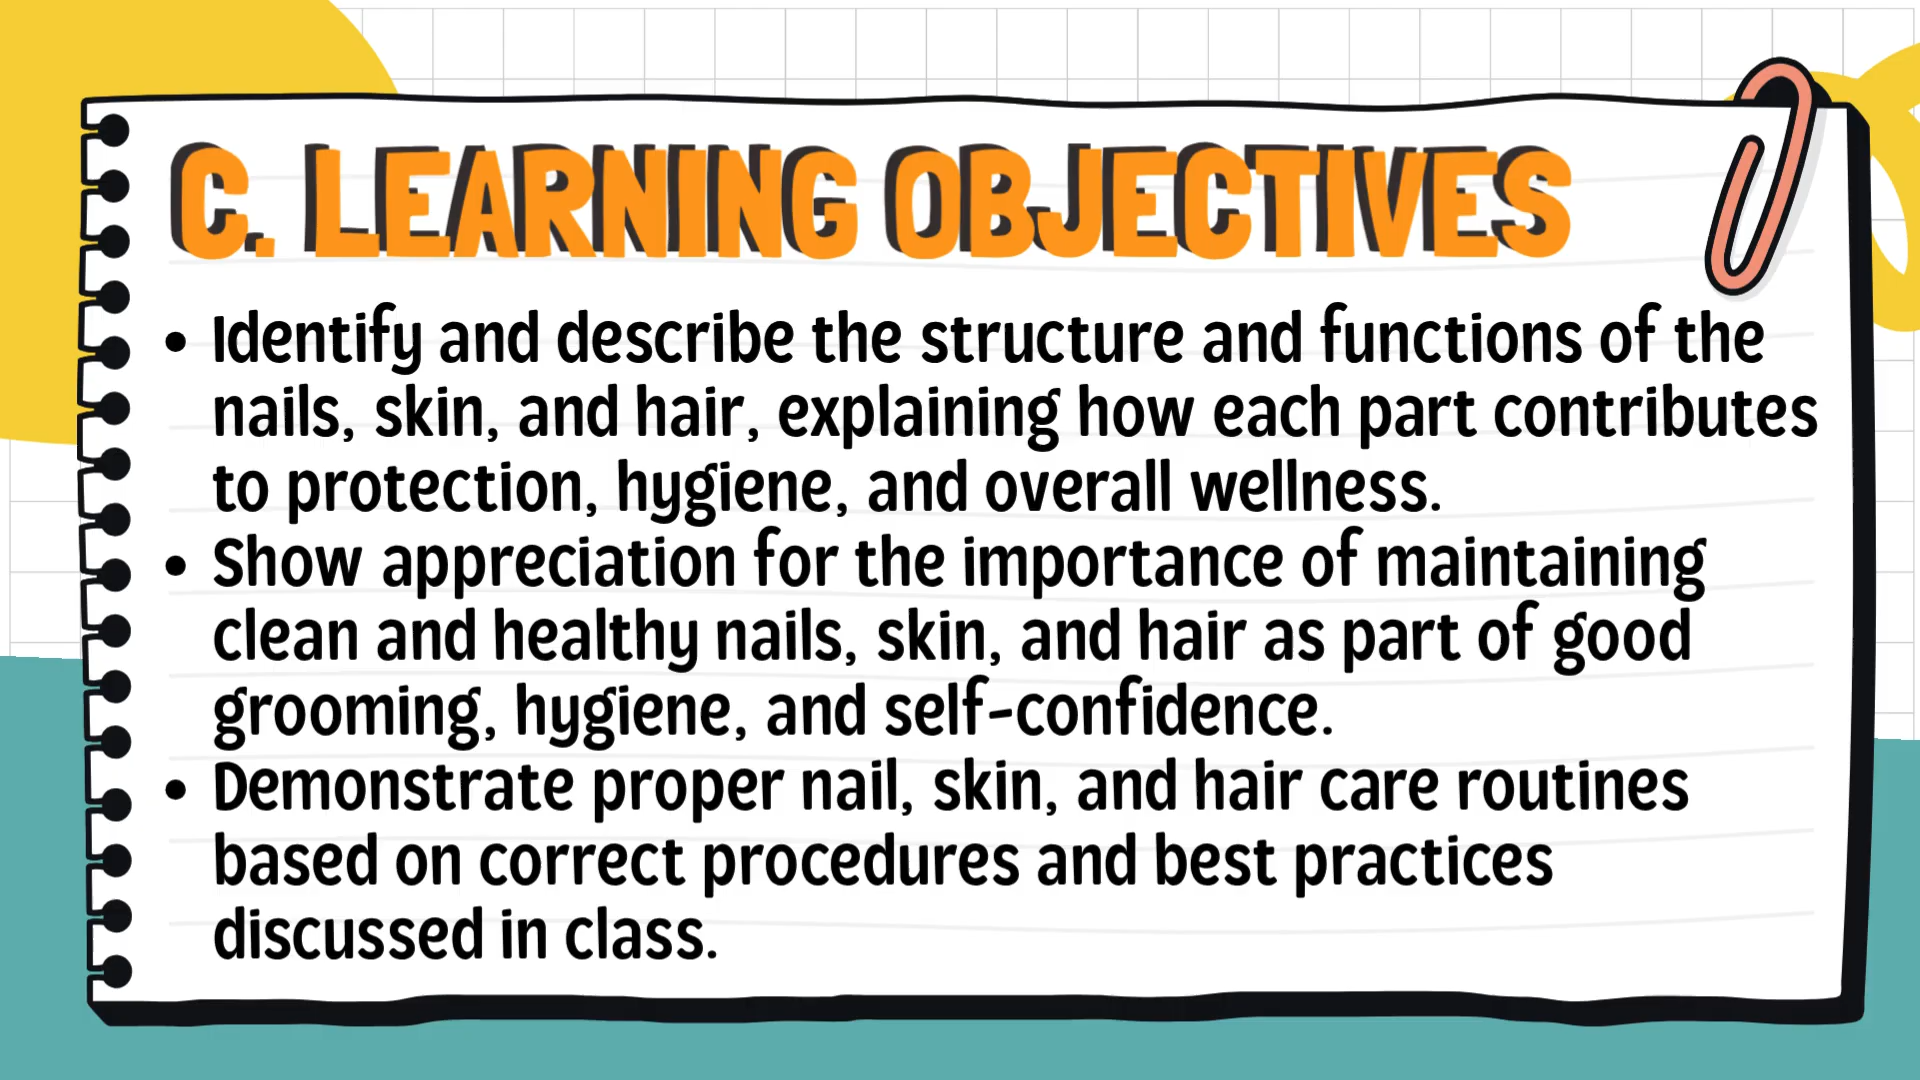 C. LEARNING OBJECTIVES
• Identify and describe the structure and functions of the
nails, skin, and hair, explaining how each part contributes
to protection, hygiene, and overall wellness.
• Show appreciation for the importance of maintaining
clean and healthy nails, skin, and hair as part of good
grooming, hygiene, and self-confidence.
• Demonstrate proper nail, skin, and hair care routines
based on correct procedures and best practices
discussed in class.